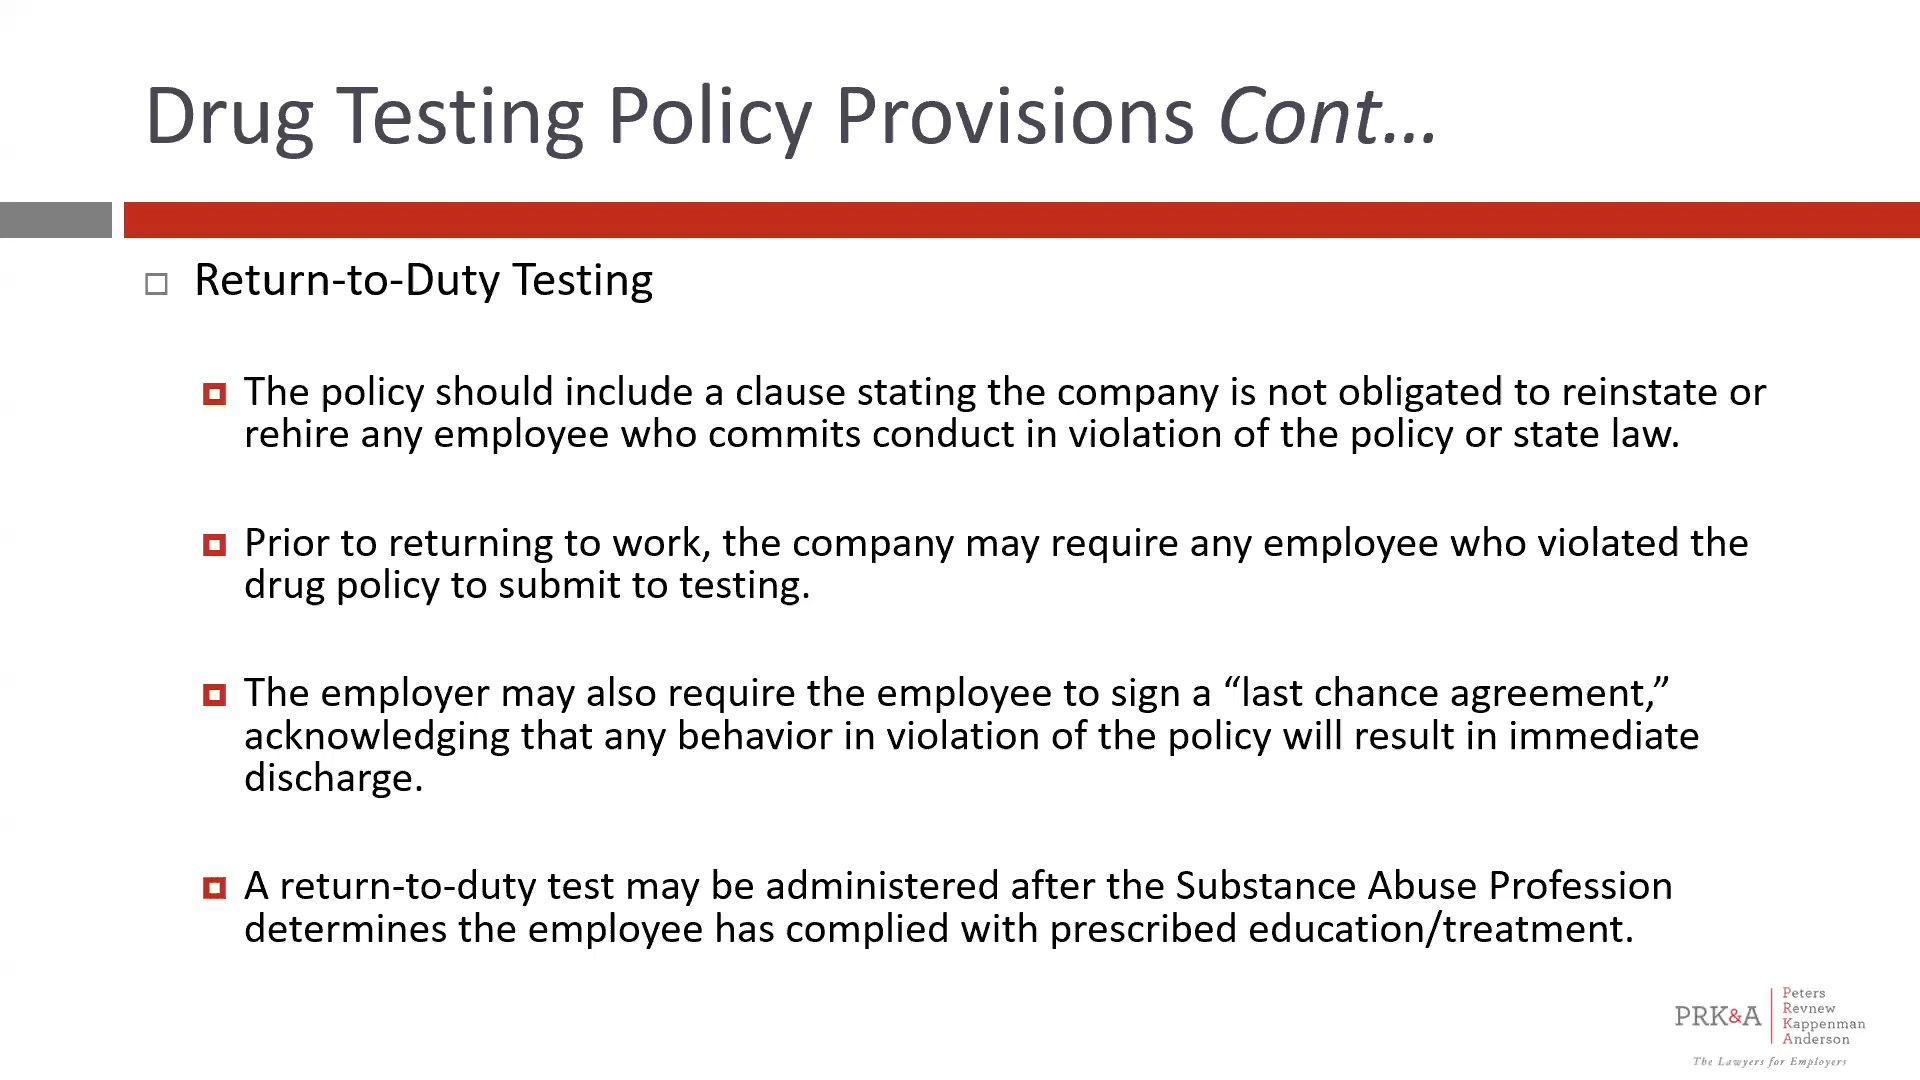 Drug Testing Policy Provisions Cont...
Return-to-Duty Testing
The policy should include a clause stating the company is not obligated to reinstate or
rehire any employee who commits conduct in violation of the policy or state law.
Prior to returning to work, the company may require any employee who violated the
drug policy to submit to testing.
The employer may also require the employee to sign a “last chance agreement,”
acknowledging that any behavior in violation of the policy will result in immediate
discharge.
A return-to-duty test may be administered after the Substance Abuse Profession
determines the employee has complied with prescribed education/treatment.
PRK&A
Peters
Revnew
Kappenman
Anderson
The Lawyers for Employers